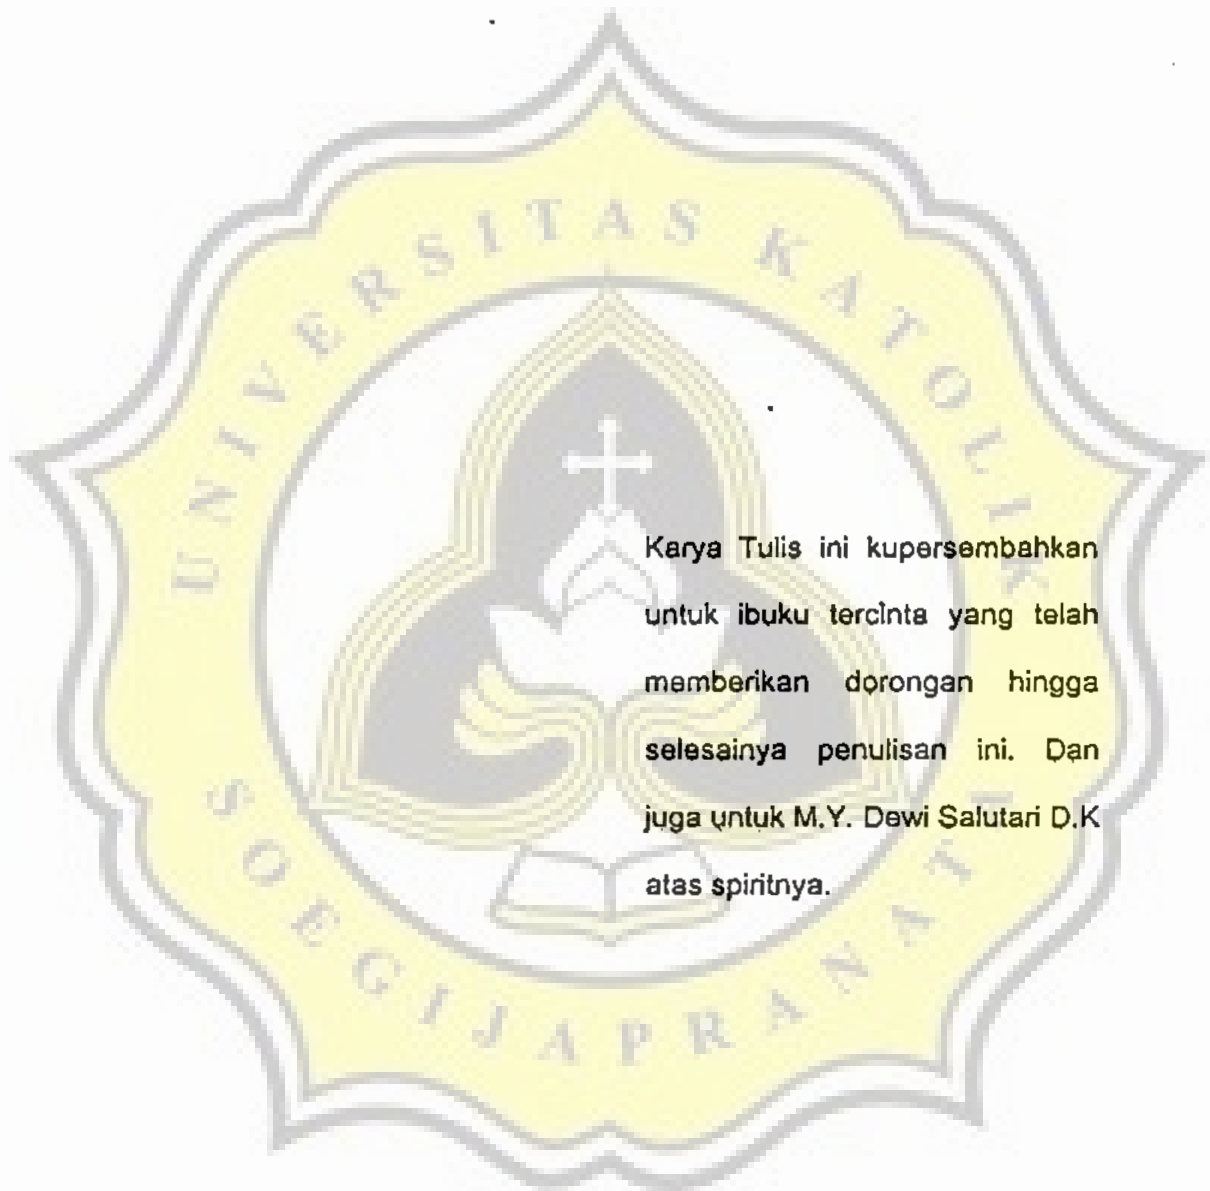 UNIVERSITAS KATOLIK
SOEGIJAPRANATA
Karya Tulis ini kupersembahkan
untuk ibuku tercinta yang telah
memberikan dorongan hingga
selesainya penulisan ini. Dan
juga untuk M.Y. Dewi Salutari D.K
atas spiritnya.